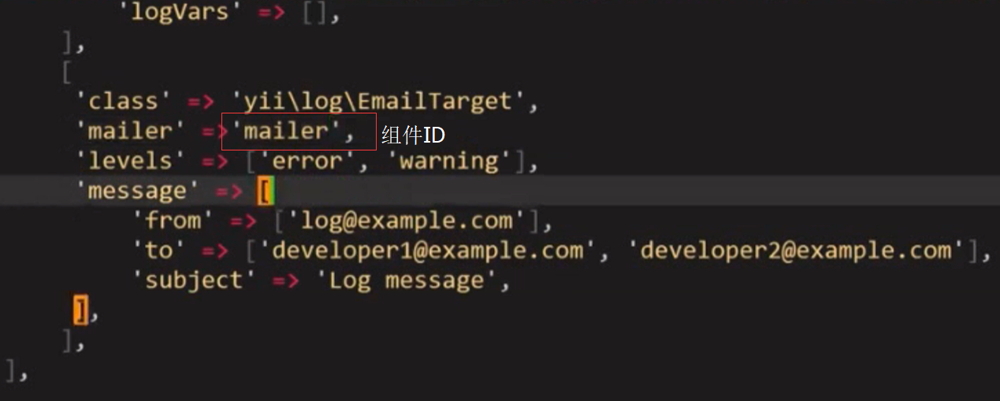 'logVars' => [],
],
[
'class' => 'yii\log\EmailTarget',
'mailer' =>'mailer', 组件ID
'levels' => ['error', 'warning'],
'message' => [
'from' => ['log@example.com'],
'to' => ['developer1@example.com', 'developer2@example.com'],
'subject' => 'Log message',
],
],
],